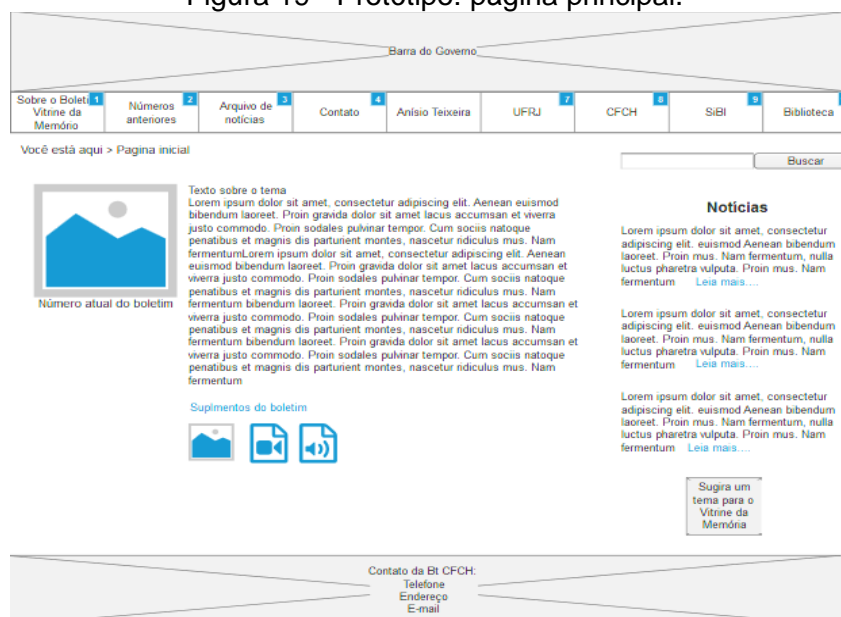 Figura 19 - Protótipo: página principal.
Barra do Governo
Sobre o Boleti 1
Vitrine da
Memório
Números 2
anteriores
Arquivo de 3
notícias
Contato 4
Anísio Teixeira
UFRJ 7
CFCH 8
SiBI 9
Biblioteca
Você está aqui > Pagina inicial
Buscar
Número atual do boletim
Texto sobre o tema
Lorem ipsum dolor sit amet, consectetur adipiscing elit. Aenean euismod
bibendum laoreet. Proin gravida dolor sit amet lacus accumsan et viverra
justo commodo. Proin sodales pulvinar tempor. Cum sociis natoque
penatibus et magnis dis parturient montes, nascetur ridiculus mus. Nam
fermentumLorem ipsum dolor sit amet, consectetur adipiscing elit. Aenean
euismod bibendum laoreet. Proin gravida dolor sit amet lacus accumsan et
viverra justo commodo. Proin sodales pulvinar tempor. Cum sociis natoque
penatibus et magnis dis parturient montes, nascetur ridiculus mus. Nam
fermentum bibendum laoreet. Proin gravida dolor sit amet lacus accumsan et
viverra justo commodo. Proin sodales pulvinar tempor. Cum sociis natoque
penatibus et magnis dis parturient montes, nascetur ridiculus mus. Nam
fermentum bibendum laoreet. Proin gravida dolor sit amet lacus accumsan et
viverra justo commodo. Proin sodales pulvinar tempor. Cum sociis natoque
penatibus et magnis dis parturient montes, nascetur ridiculus mus. Nam
fermentum
Suplmentos do boletim
Notícias
Lorem ipsum dolor sit amet, consectetur
adipiscing elit. euismod Aenean bibendum
laoreet. Proin mus. Nam fermentum, nulla
luctus pharetra vulputa. Proin mus. Nam
fermentum Leia mais....
Lorem ipsum dolor sit amet, consectetur
adipiscing elit. euismod Aenean bibendum
laoreet. Proin mus. Nam fermentum, nulla
luctus pharetra vulputa. Proin mus. Nam
fermentum Leia mais....
Lorem ipsum dolor sit amet, consectetur
adipiscing elit. euismod Aenean bibendum
laoreet. Proin mus. Nam fermentum, nulla
luctus pharetra vulputa. Proin mus. Nam
fermentum Leia mais....
Sugira um
tema para o
Vitrine da
Memória
Contato da Bt CFCH:
Telefone
Endereço
E-mail